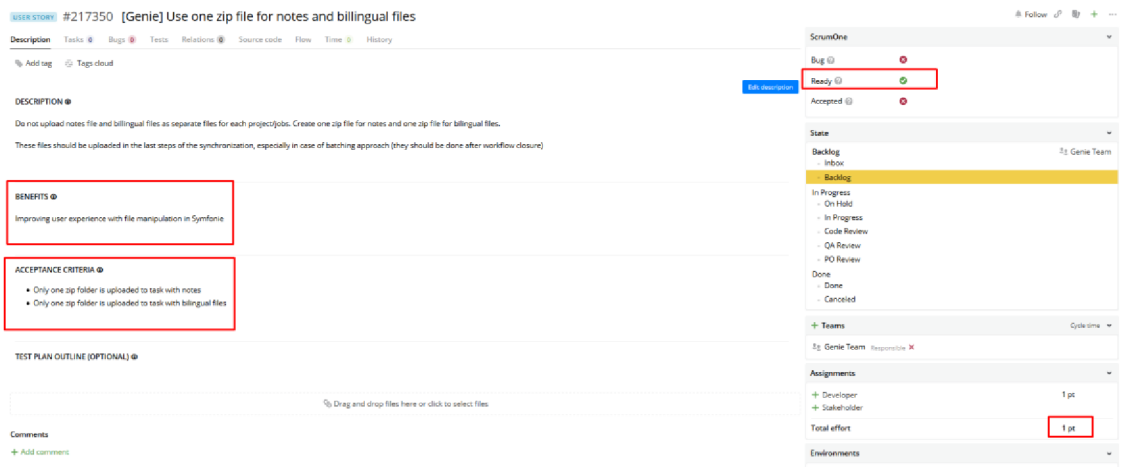 USER STORY #217350 [Genie] Use one zip file for notes and billingual files
Follow
Description Tasks 0 Bugs 0 Tests Relations 0 Source code Flow Time History
Add tag Tags cloud
Edit description
DESCRIPTION
Do not upload notes file and billingual files as separate files for each project/jobs. Create one zip file for notes and one zip file for bilingual files.
These files should be uploaded in the last steps of the synchronization, especially in case of batching approach (they should be done after workflow closure)
BENEFITS
Improving user experience with file manipulation in Symfonie
ACCEPTANCE CRITERIA
• Only one zip folder is uploaded to task with notes
• Only one zip folder is uploaded to task with bilingual files
TEST PLAN OUTLINE (OPTIONAL)
Drag and drop files here or click to select files
Comments
+ Add comment
ScrumOne
Bug
Ready
Accepted
State
Backlog Genie Team
- Inbox
- Backlog
In Progress
- On Hold
- In Progress
- Code Review
- QA Review
- PO Review
Done
- Done
- Canceled
+ Teams Cycle time
Genie Team Responsible
Assignments
+ Developer 1 pt
+ Stakeholder
Total effort 1 pt
Environments